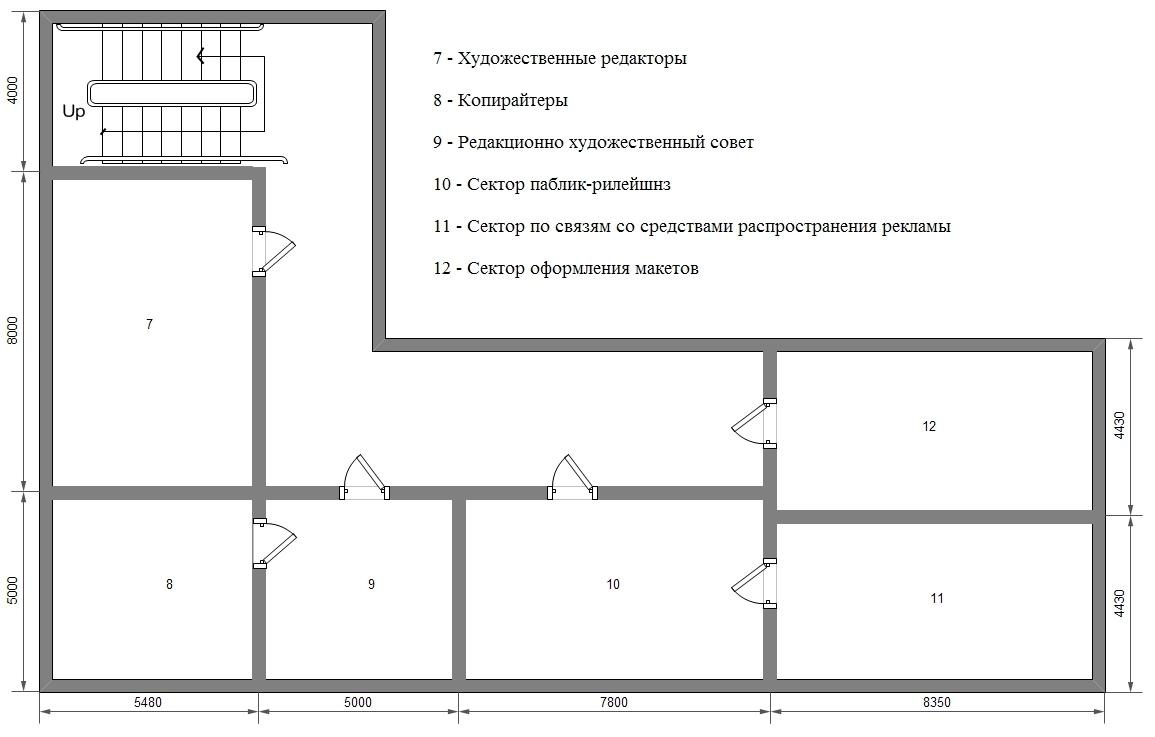 7 - Художественные редакторы
8 - Копирайтеры
9 - Редакционно художественный совет
10 - Сектор паблик-рилейшнз
11 - Сектор по связям со средствами распространения рекламы
12 - Сектор оформления макетов
4000
Up
8000
7
12
4430
5000
8
9
10
11
4430
5480
5000
7800
8350